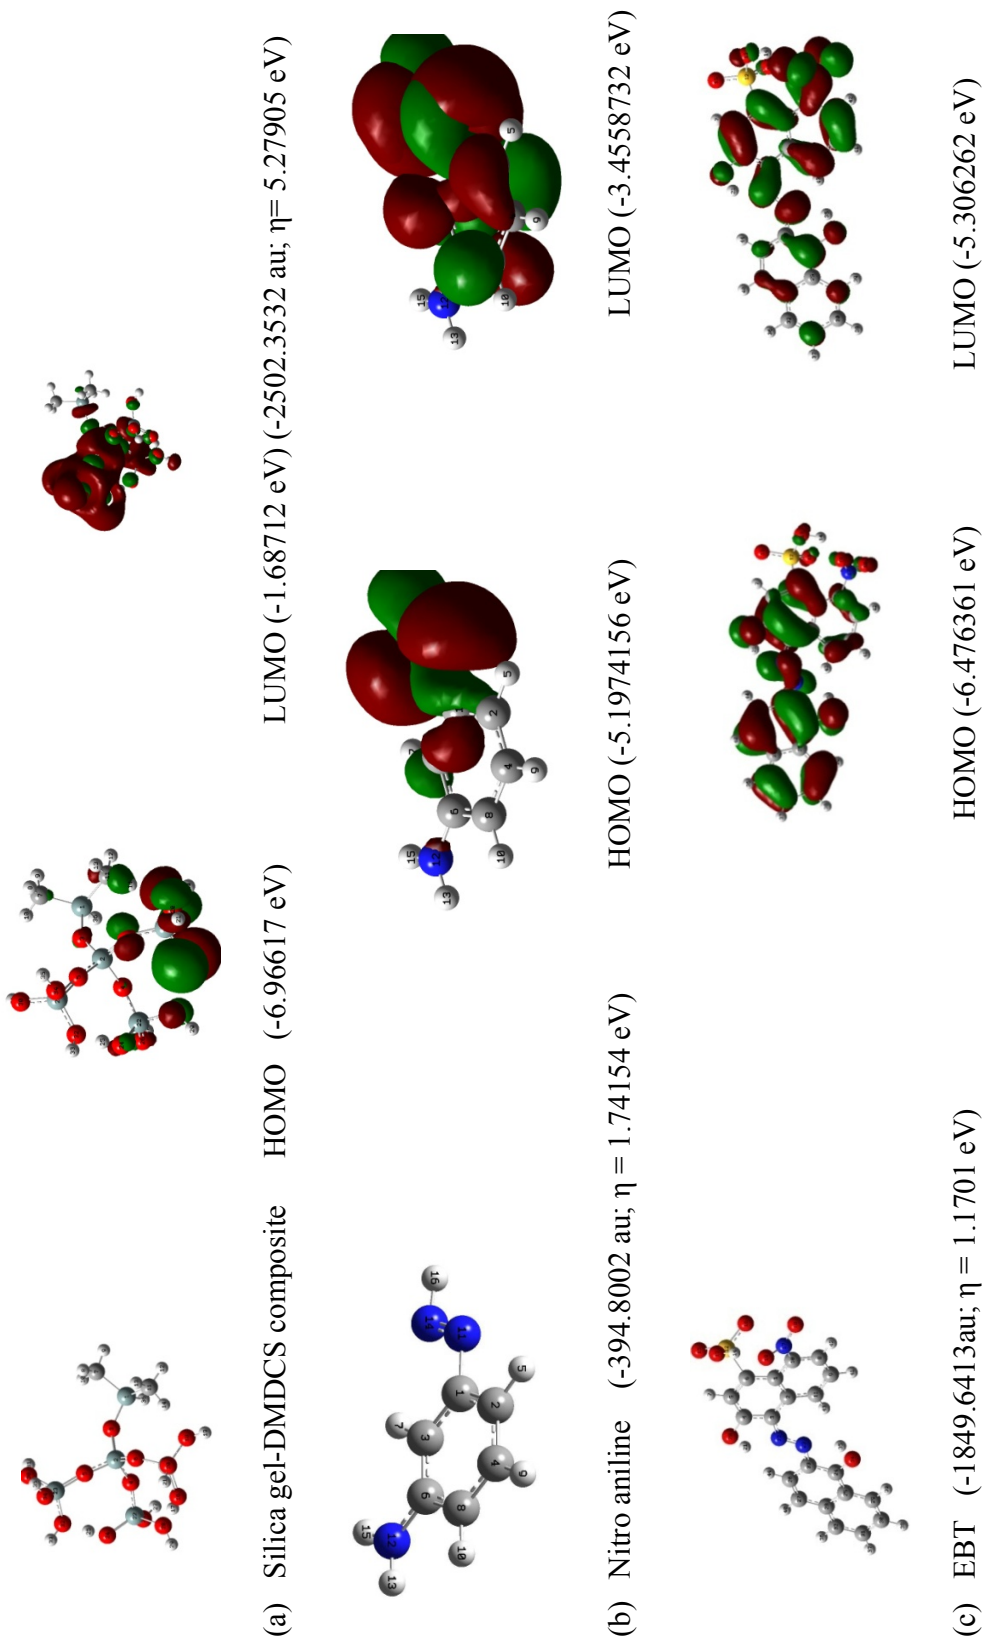 (a) Silica gel-DMDCS composite HOMO (-6.96617 eV) LUMO (-1.68712 eV) (-2502.3532 au; η= 5.27905 eV)
(b) Nitro aniline (-394.8002 au; η = 1.74154 eV) HOMO (-5.1974156 eV) LUMO (-3.4558732 eV)
(c) EBT (-1849.6413au; η = 1.1701 eV) HOMO (-6.476361 eV) LUMO (-5.306262 eV)